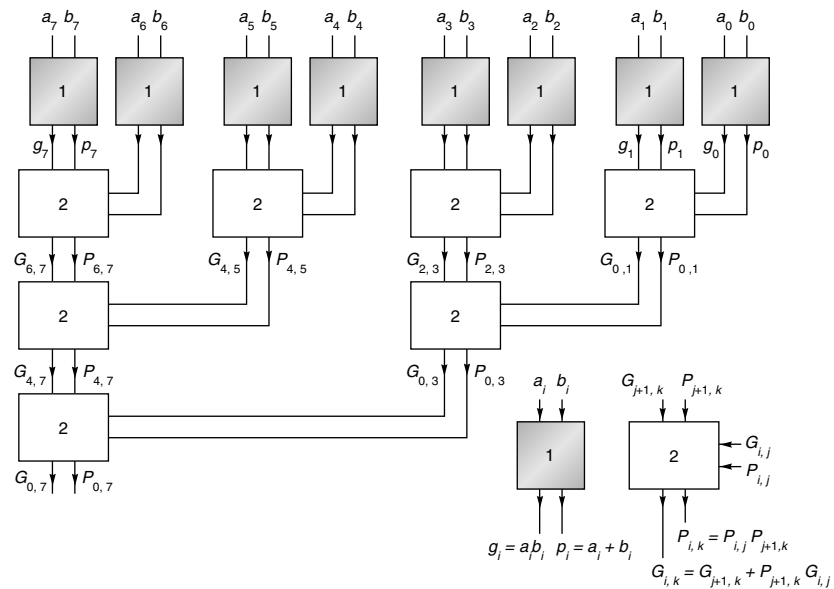 a7 b7 a6 b6 a5 b5 a4 b4 a3 b3 a2 b2 a1 b1 a0 b0
1 1 1 1 1 1 1 1
g7 p7 g1 p1 g0 p0
2 2 2 2
G6, 7 P6, 7 G4, 5 P4, 5 G2, 3 P2, 3 G0 ,1 P0 ,1
2 2
G4, 7 P4, 7 G0, 3 P0, 3
ai bi Gj+1, k Pj+1, k
2 1 2 Gi, j
Pi, j
G0, 7 P0, 7
gi = aibi pi = ai + bi Pi, k = Pi, j Pj+1,k
Gi, k = Gj+1, k + Pj+1, k Gi, j